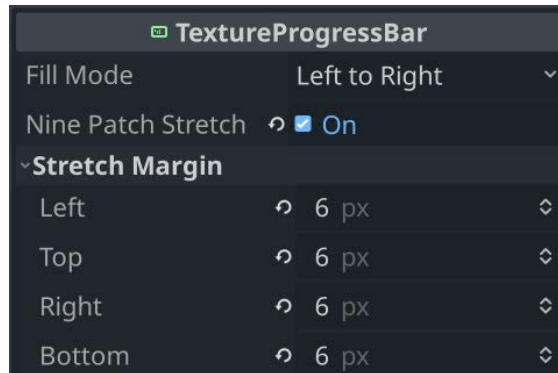 TextureProgressBar
Fill Mode Left to Right
Nine Patch Stretch On
Stretch Margin
Left 6 px
Top 6 px
Right 6 px
Bottom 6 px